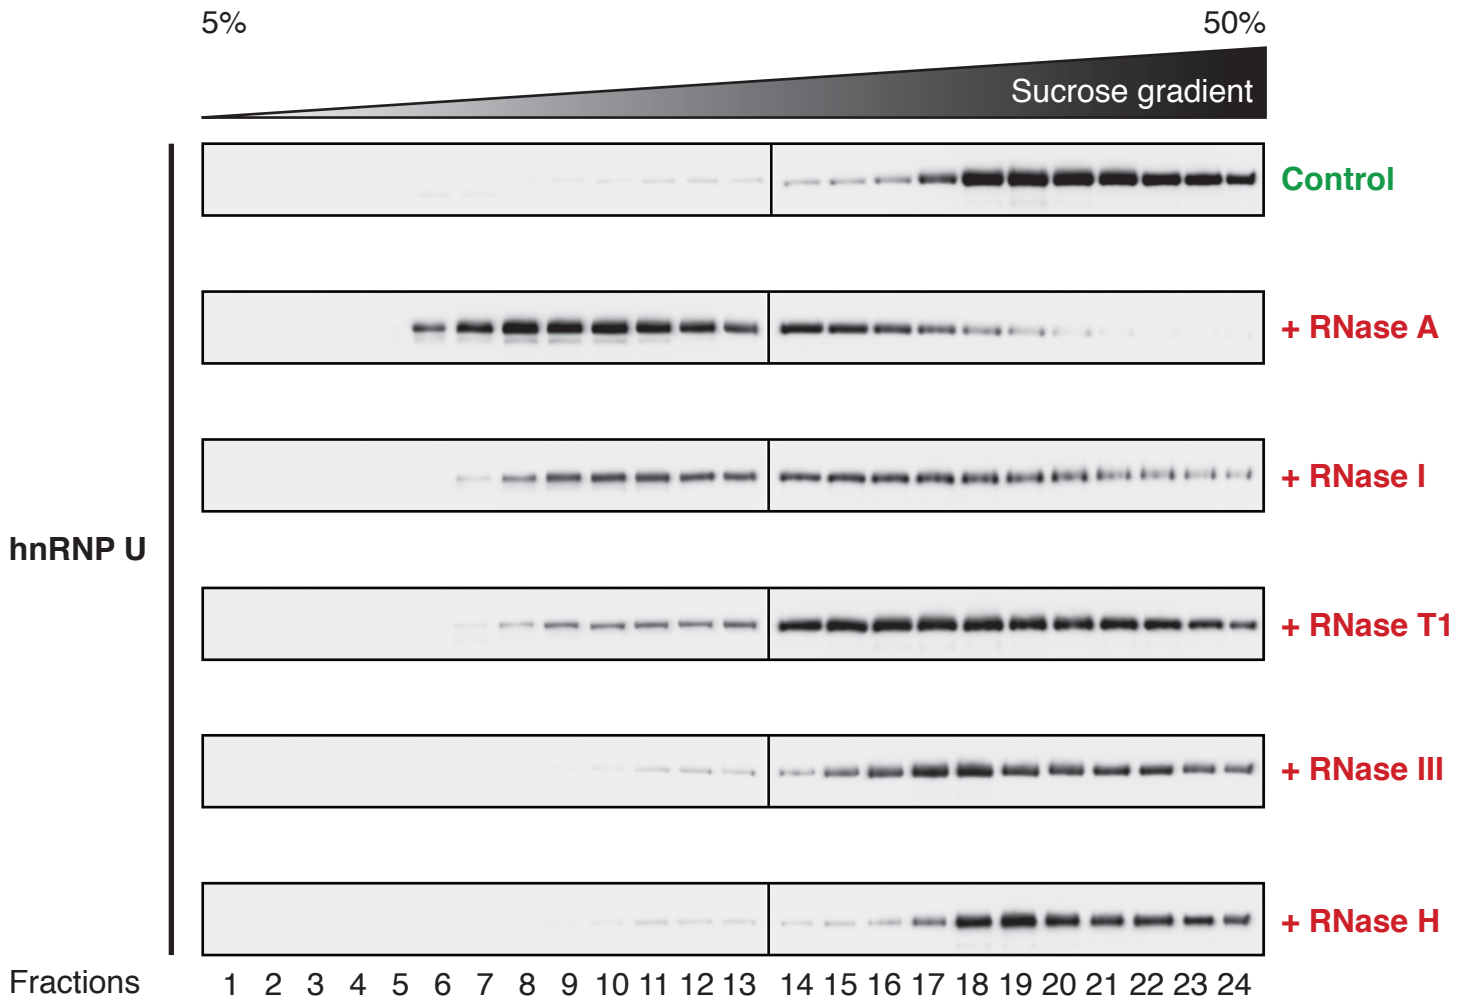 5% 50%
Sucrose gradient
Control
+ RNase A
+ RNase I
hnRNP U
+ RNase T1
+ RNase III
+ RNase H
Fractions 1 2 3 4 5 6 7 8 9 10 11 12 13 14 15 16 17 18 19 20 21 22 23 24